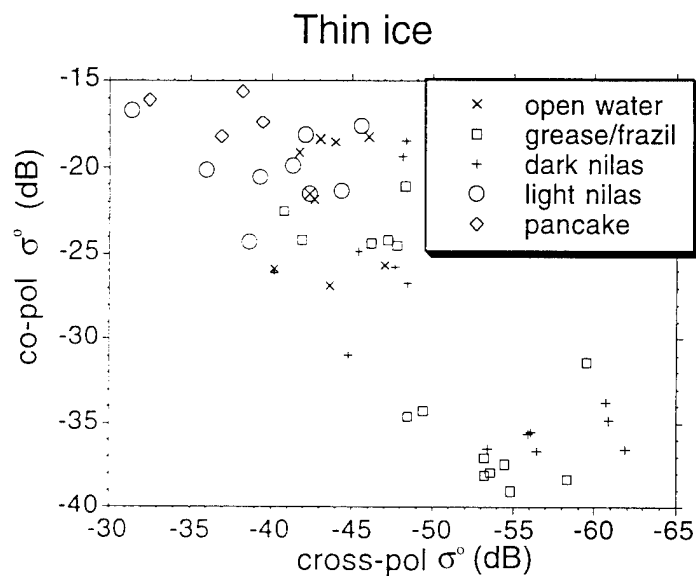 Thin ice
-15
-20
-25
-30
-35
-40
co-pol σ° (dB)
open water
grease/frazil
dark nilas
light nilas
pancake
-30 -35 -40 -45 -50 -55 -60 -65
cross-pol σ° (dB)